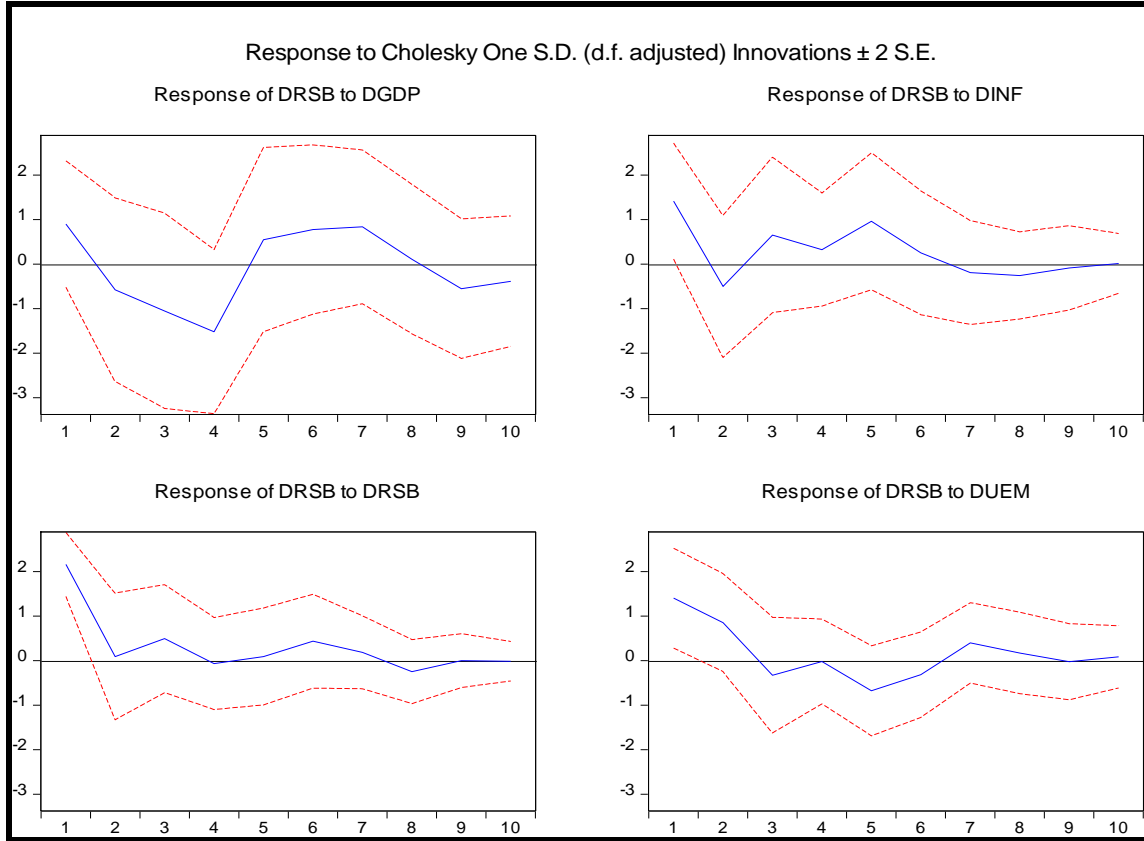 Response to Cholesky One S.D. (d.f. adjusted) Innovations ± 2 S.E.
Response of DRSB to DGDP
2
1
0
-1
-2
-3
1 2 3 4 5 6 7 8 9 10
Response of DRSB to DINF
2
1
0
-1
-2
-3
1 2 3 4 5 6 7 8 9 10
Response of DRSB to DRSB
2
1
0
-1
-2
-3
1 2 3 4 5 6 7 8 9 10
Response of DRSB to DUEM
2
1
0
-1
-2
-3
1 2 3 4 5 6 7 8 9 10